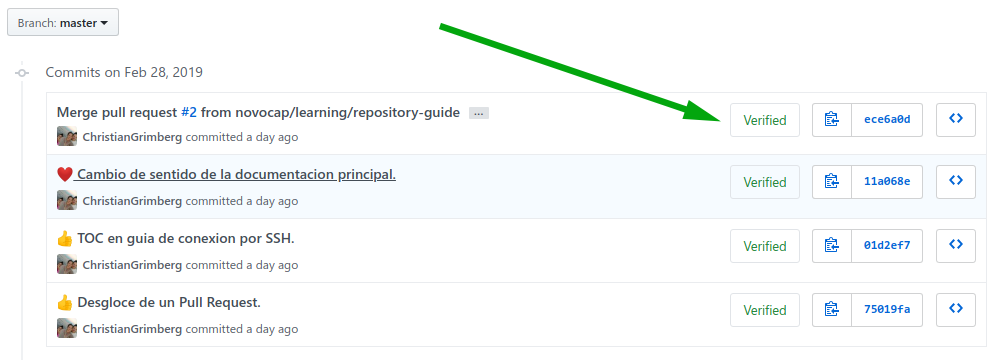 Branch: master
Commits on Feb 28, 2019
Merge pull request #2 from novocap/learning/repository-guide ...
ChristianGrimberg committed a day ago
Verified
ece6a0d
<>
❤️ Cambio de sentido de la documentacion principal.
ChristianGrimberg committed a day ago
Verified
11a068e
<>
👍 TOC en guia de conexion por SSH.
ChristianGrimberg committed a day ago
Verified
01d2ef7
<>
👍 Desgloce de un Pull Request.
ChristianGrimberg committed a day ago
Verified
75019fa
<>